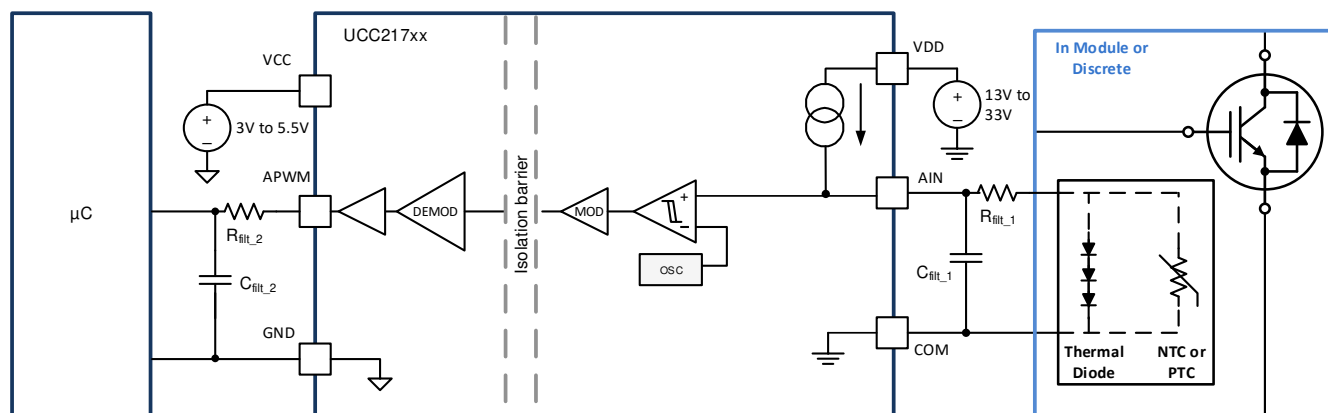 UCC217xx
VCC
+
−
3V to 5.5V
APWM
µC
Rfilt_2
Cfilt_2
GND
DEMOD
Isolation barrier
MOD
+
−
OSC
VDD
+
−
13V to
33V
AIN
Rfilt_1
Cfilt_1
COM
In Module or
Discrete
Thermal
Diode
NTC or
PTC